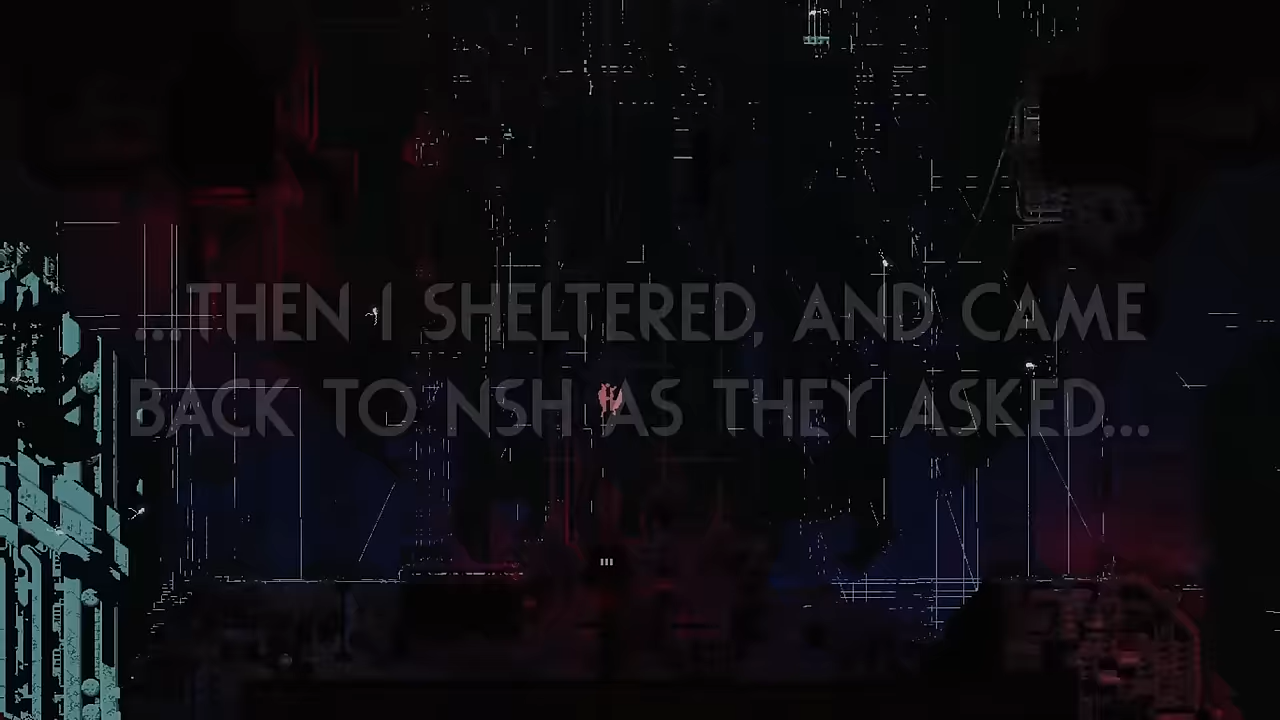 ...THEN I SHELTERED, AND CAME
BACK TO NSH AS THEY ASKED...